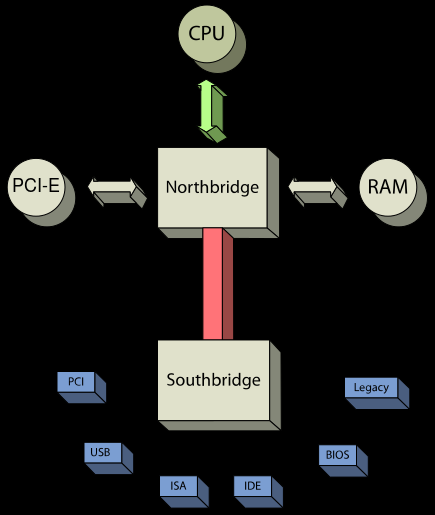 CPU
PCI-E
Northbridge
RAM
Southbridge
PCI
Legacy
USB
BIOS
ISA
IDE